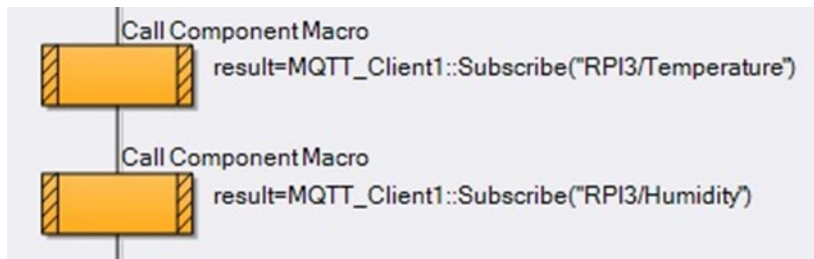 Call Component Macro
result=MQTT_Client1::Subscribe("RPI3/Temperature")
Call Component Macro
result=MQTT_Client1::Subscribe("RPI3/Humidity")